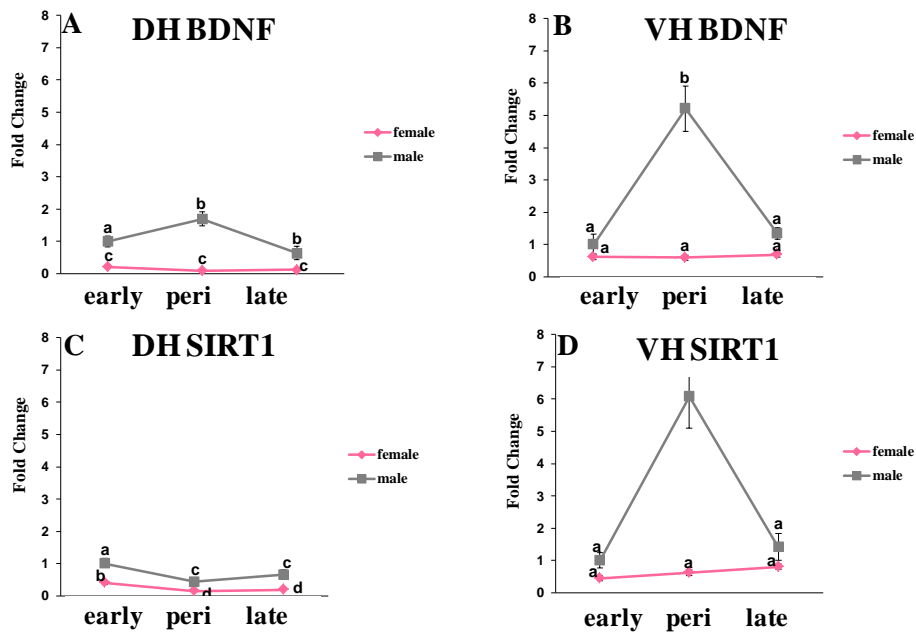 A
DH BDNF
8
7
6
5
4
3
2
1
0
Fold Change
a
b
b
c
c
c
early peri late
female
male
B
VH BDNF
8
7
6
5
4
3
2
1
0
Fold Change
b
a
a
a
a
a
early peri late
female
male
C
DH SIRT1
8
7
6
5
4
3
2
1
0
Fold Change
a
c
c
b
d
d
early peri late
female
male
D
VH SIRT1
8
7
6
5
4
3
2
1
0
Fold Change
a
a
a
a
a
early peri late
female
male